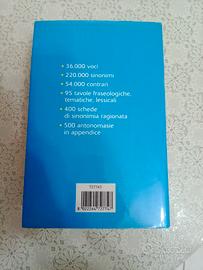 • 36.000 voci
• 220.000 sinonimi
• 54.000 contrari
• 95 tavole fraseologiche,
tematiche, lessicali
• 400 schede
di sinonimia ragionata
• 500 antonomasie
in appendice